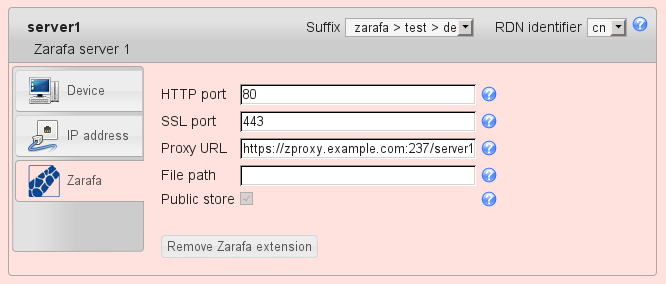 server1 Suffix zarafa > test > de RDN identifier cn
Zarafa server 1
Device
IP address
Zarafa
HTTP port 80
SSL port 443
Proxy URL https://zproxy.example.com:237/server1
File path
Public store
Remove Zarafa extension